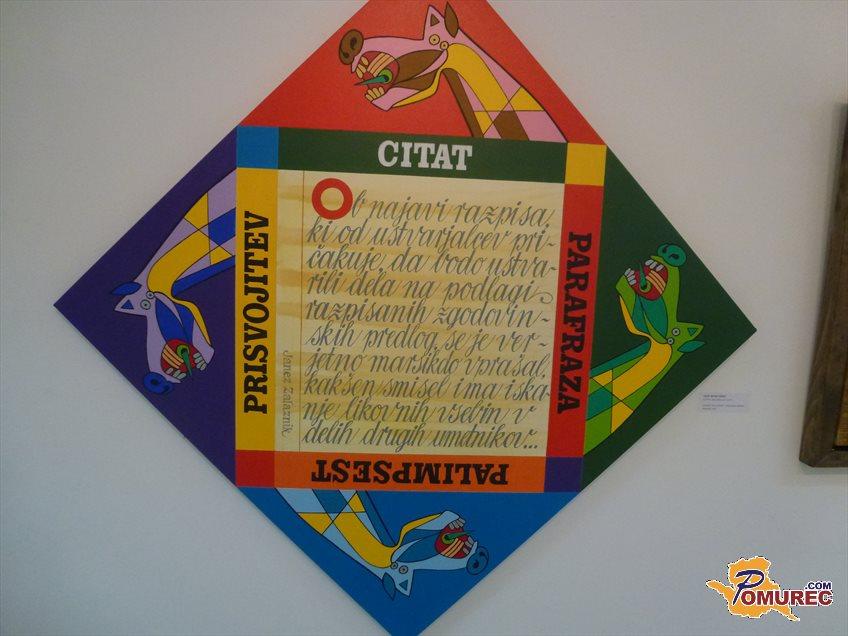 CITAT
PRISVOJITEV
PARAFRAZA
PALIMPSEST
Ob najavi razpisa,
ki od ustvarjalcev pri-
čakuje, da bodo ustva-
rili dela na podlagi
razpisanih zgodovin-
skih predlog, se je ver-
jetno marsikdo vprašal,
kakšen smisel ima iska-
nje likovnih vsebin v
delih drugih umetnikov...
Janez Zalaznik
POMUREC.COM